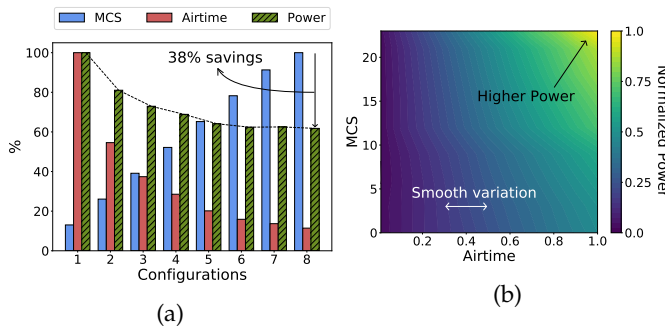 MCS Airtime Power
100
80
60
40
20
0
%
38% savings
1 2 3 4 5 6 7 8
Configurations
(a)
20
15
10
5
0
MCS
Higher Power
Smooth variation
0.2 0.4 0.6 0.8 1.0
Airtime
1.0
0.75
0.50
0.25
0.0
Normalized Power
(b)